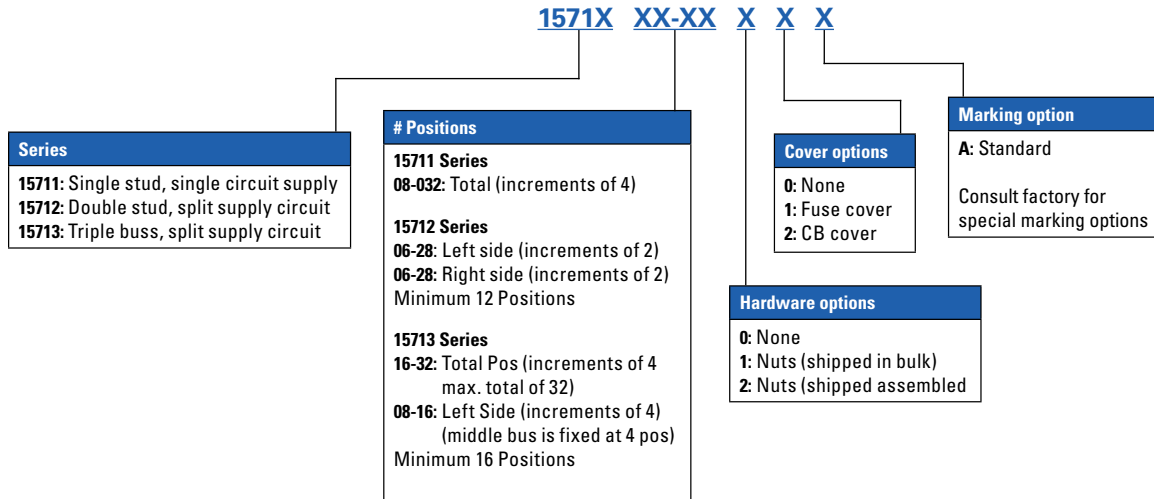 1571X XX-XX X X X
Series
15711: Single stud, single circuit supply
15712: Double stud, split supply circuit
15713: Triple buss, split supply circuit
# Positions
15711 Series
08-032: Total (increments of 4)
15712 Series
06-28: Left side (increments of 2)
06-28: Right side (increments of 2)
Minimum 12 Positions
15713 Series
16-32: Total Pos (increments of 4
max. total of 32)
08-16: Left Side (increments of 4)
(middle bus is fixed at 4 pos)
Minimum 16 Positions
Hardware options
0: None
1: Nuts (shipped in bulk)
2: Nuts (shipped assembled
Cover options
0: None
1: Fuse cover
2: CB cover
Marking option
A: Standard
Consult factory for
special marking options